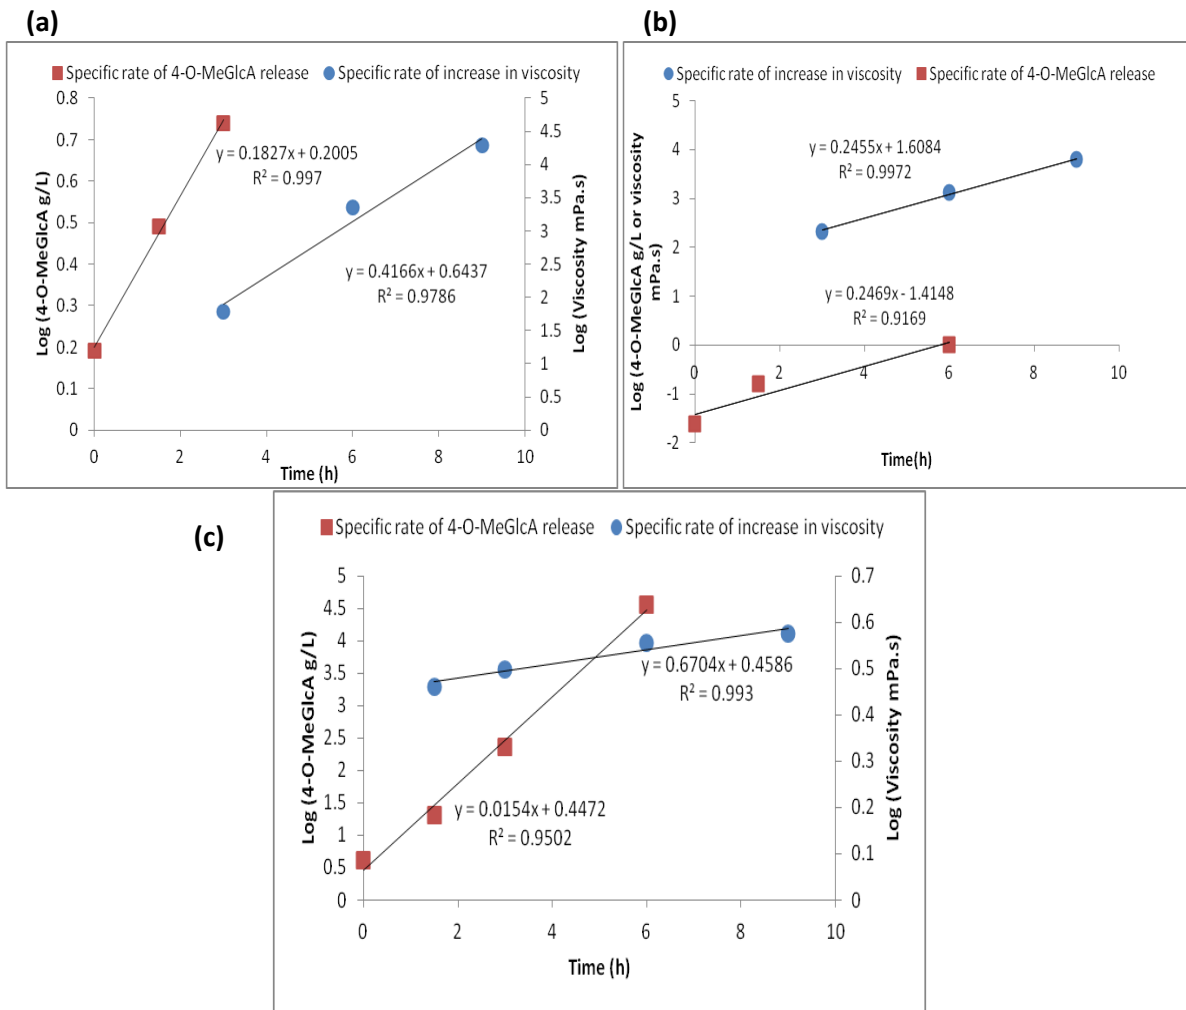 (a)
Specific rate of 4-O-MeGlcA release Specific rate of increase in viscosity
0.8
0.7
0.6
0.5
0.4
0.3
0.2
0.1
0
Log (4-O-MeGlcA g/L)
y = 0.1827x + 0.2005
R² = 0.997
y = 0.4166x + 0.6437
R² = 0.9786
5
4.5
4
3.5
3
2.5
2
1.5
1
0.5
0
Log (Viscosity mPa.s)
0 2 4 6 8 10
Time (h)
(b)
Specific rate of increase in viscosity Specific rate of 4-O-MeGlcA release
5
4
3
2
1
0
-1
-2
Log (4-O-MeGlcA g/L or viscosity
mPa.s)
y = 0.2455x + 1.6084
R² = 0.9972
y = 0.2469x - 1.4148
R² = 0.9169
0 2 4 6 8 10
Time(h)
(c)
Specific rate of 4-O-MeGlcA release Specific rate of increase in viscosity
5
4.5
4
3.5
3
2.5
2
1.5
1
0.5
0
Log (4-O-MeGlcA g/L)
y = 0.6704x + 0.4586
R² = 0.993
y = 0.0154x + 0.4472
R² = 0.9502
0.7
0.6
0.5
0.4
0.3
0.2
0.1
0
Log (Viscosity mPa.s)
0 2 4 6 8 10
Time (h)